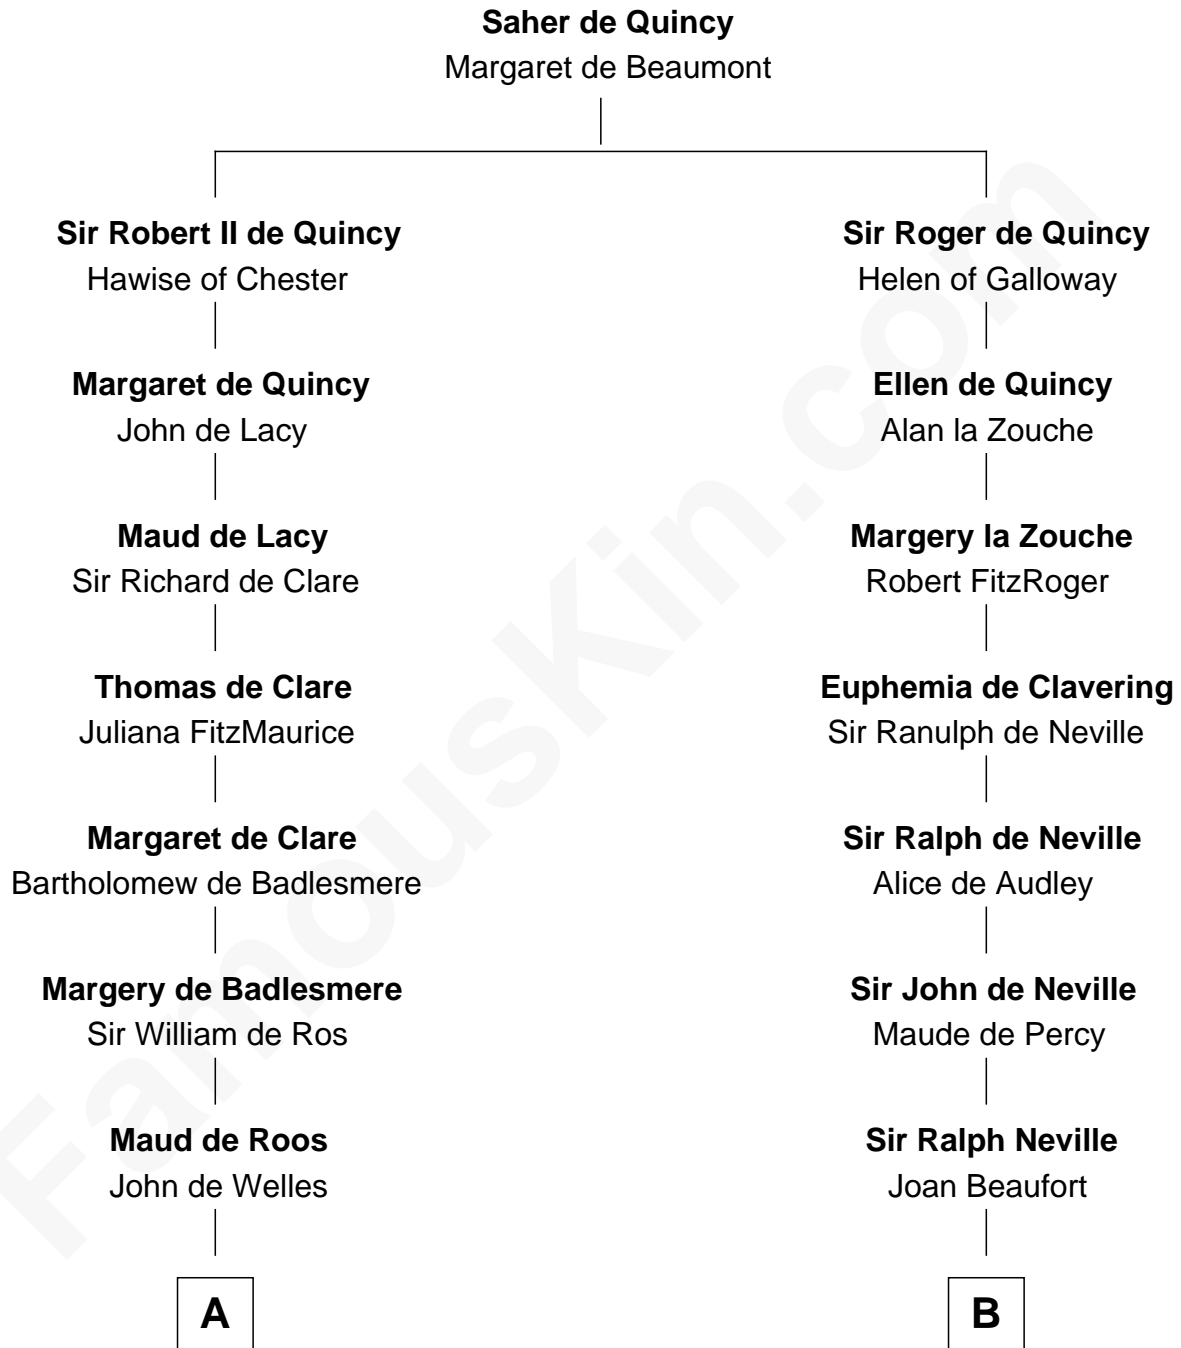 Saher de Quincy
Margaret de Beaumont
Sir Robert II de Quincy
Hawise of Chester
Sir Roger de Quincy
Helen of Galloway
Margaret de Quincy
John de Lacy
Ellen de Quincy
Alan la Zouche
Maud de Lacy
Sir Richard de Clare
Margery la Zouche
Robert FitzRoger
Thomas de Clare
Juliana FitzMaurice
Euphemia de Clavering
Sir Ranulph de Neville
Margaret de Clare
Bartholomew de Badlesmere
Sir Ralph de Neville
Alice de Audley
Margery de Badlesmere
Sir William de Ros
Sir John de Neville
Maude de Percy
Maud de Roos
John de Welles
Sir Ralph Neville
Joan Beaufort
A
B
FamousKin.com